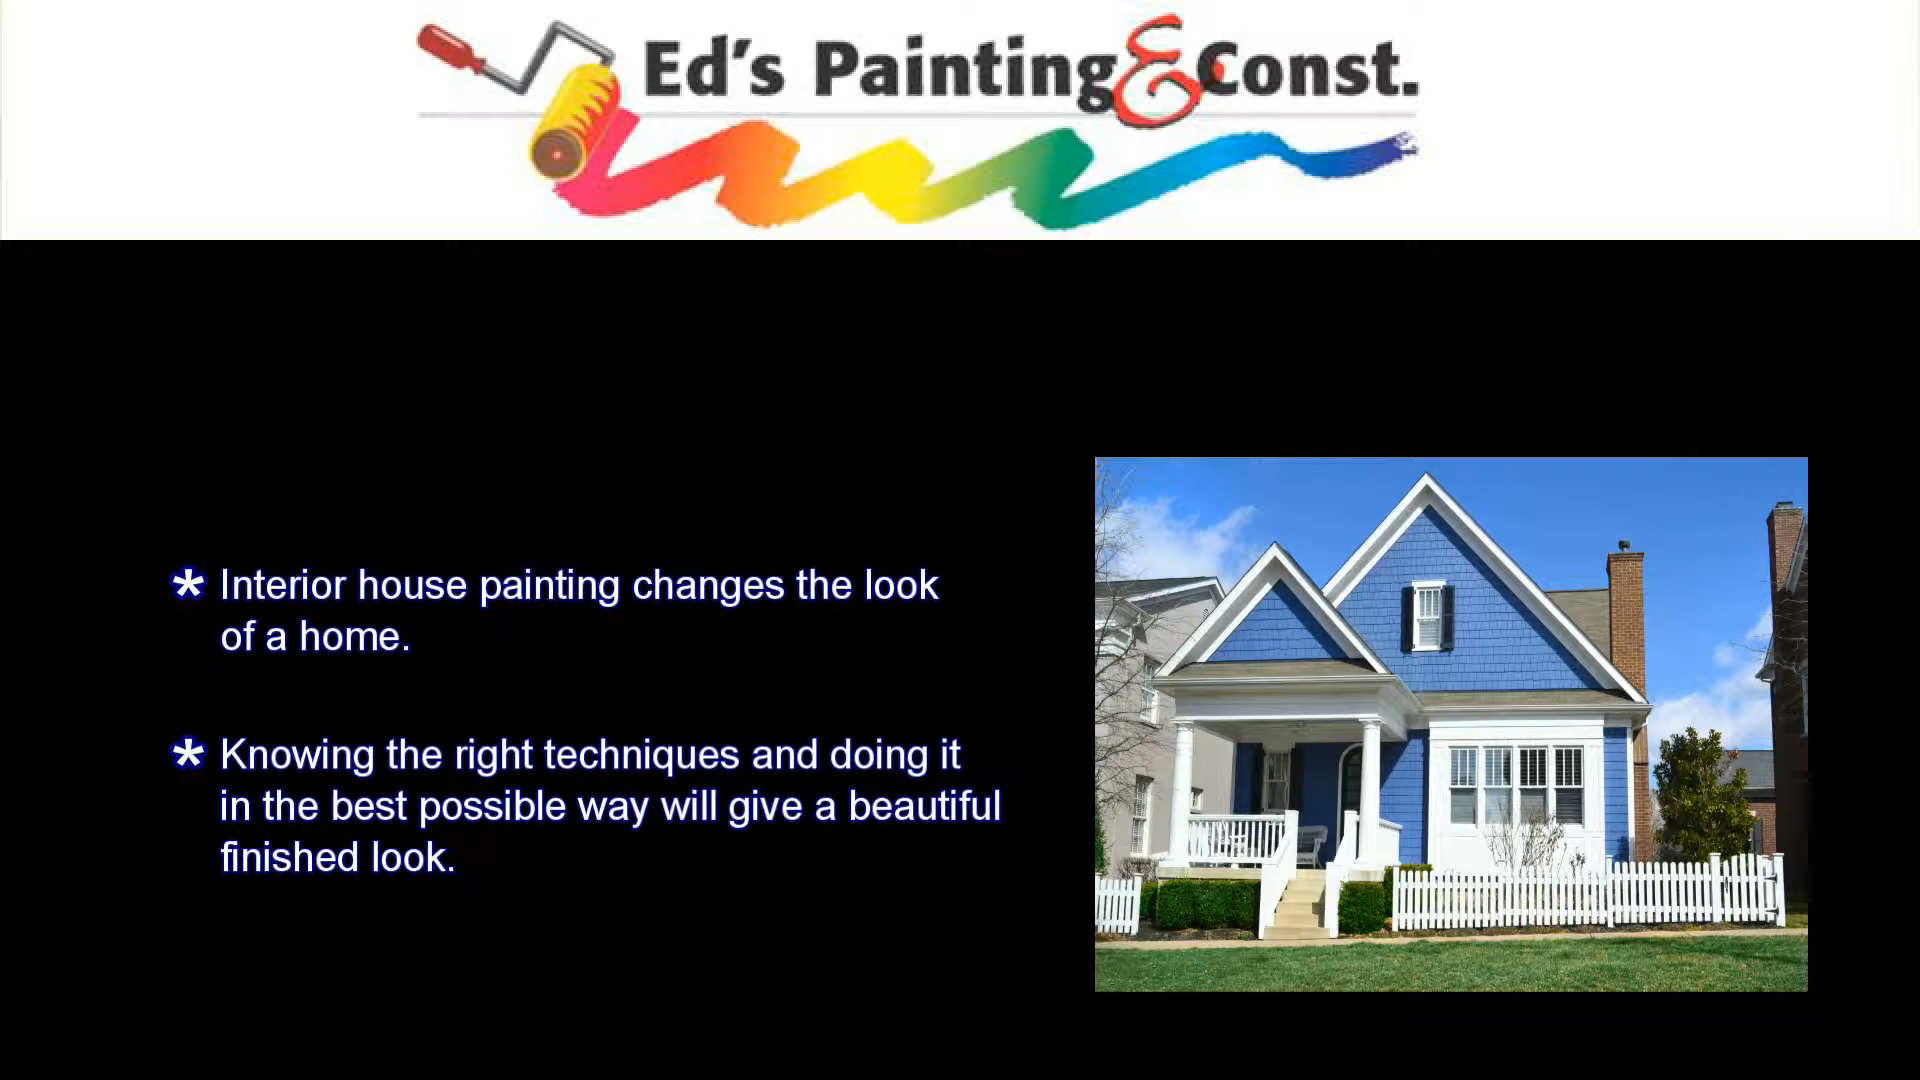 Ed's Painting & Const.
* Interior house painting changes the look
of a home.
* Knowing the right techniques and doing it
in the best possible way will give a beautiful
finished look.